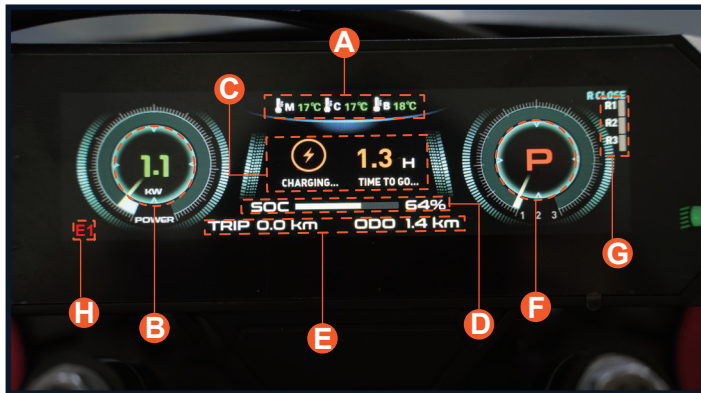 A
C
M 17°C C 17°C B 18°C
R CLOSE
R1
R2
R3
1.1
KW
POWER
1.3 H
CHARGING... TIME TO GO...
P
1 2 3
SOC 64%
TRIP 0.0 km ODO 1.4 km
E1
G
H
B
E
D
F